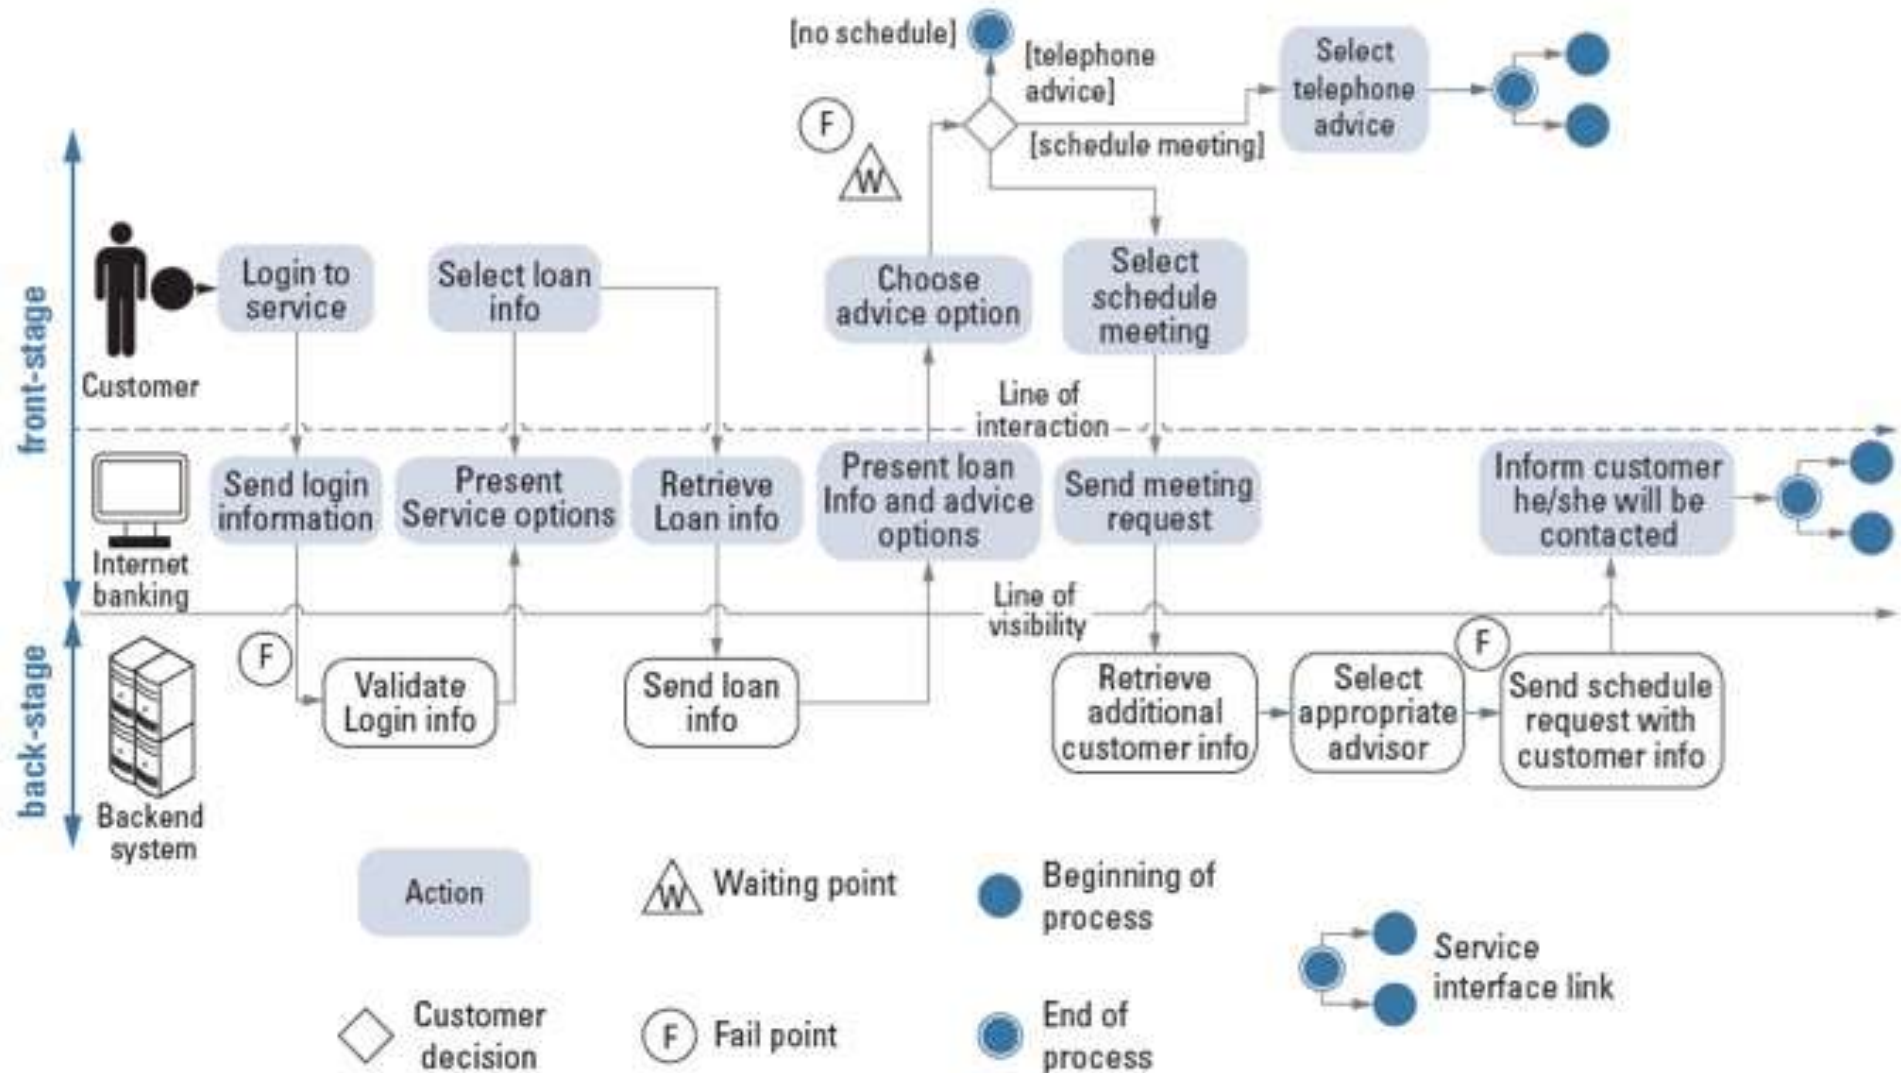 [no schedule]
[telephone
advice]
Select
telephone
advice
F
W
[schedule meeting]
front-stage
Customer
Login to
service
Select loan
info
Choose
advice option
Select
schedule
meeting
Line of
interaction
Internet
banking
Send login
information
Present
Service options
Retrieve
Loan info
Present loan
Info and advice
options
Send meeting
request
Inform customer
he/she will be
contacted
Line of
visibility
back-stage
Backend
system
F
Validate
Login info
Send loan
info
Retrieve
additional
customer info
Select
appropriate
advisor
F
Send schedule
request with
customer info
Action
W
Waiting point
Beginning of
process
Service
interface link
Customer
decision
F
Fail point
End of
process